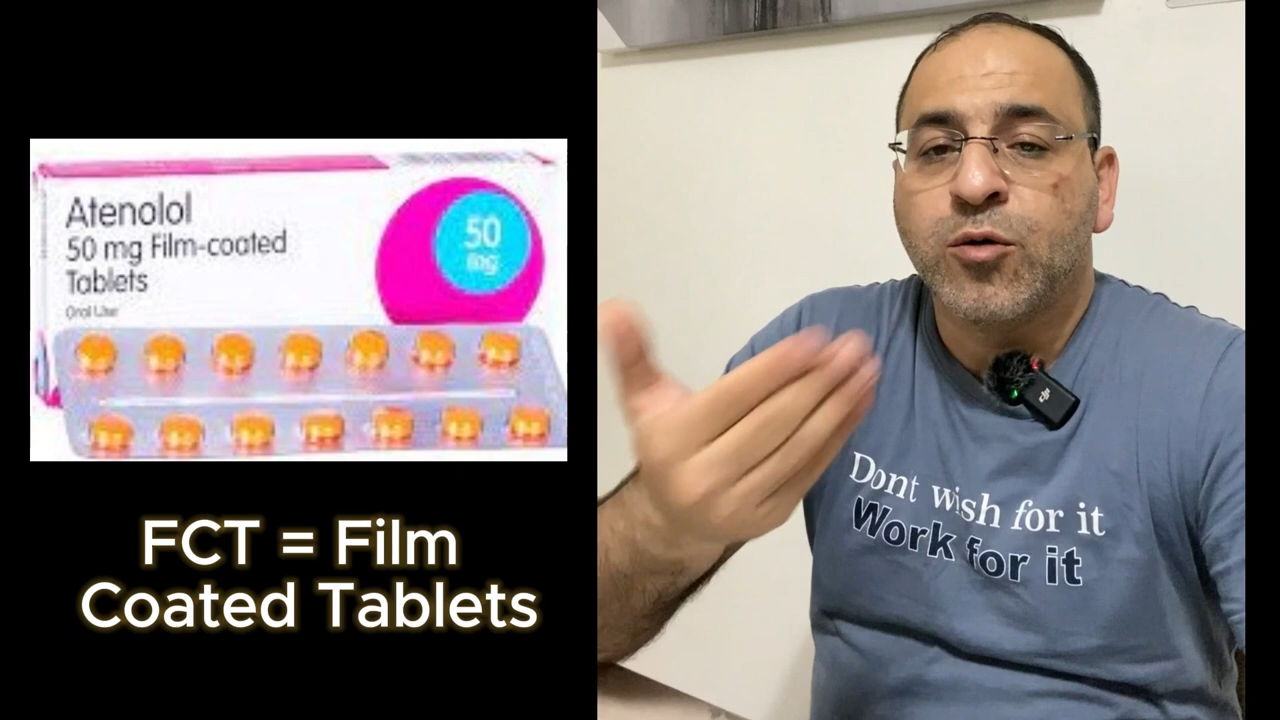 Atenolol
50 mg Film-coated
Tablets
Oral Use
50
mg
FCT = Film
Coated Tablets
Dont wish for it
Work for it
dji